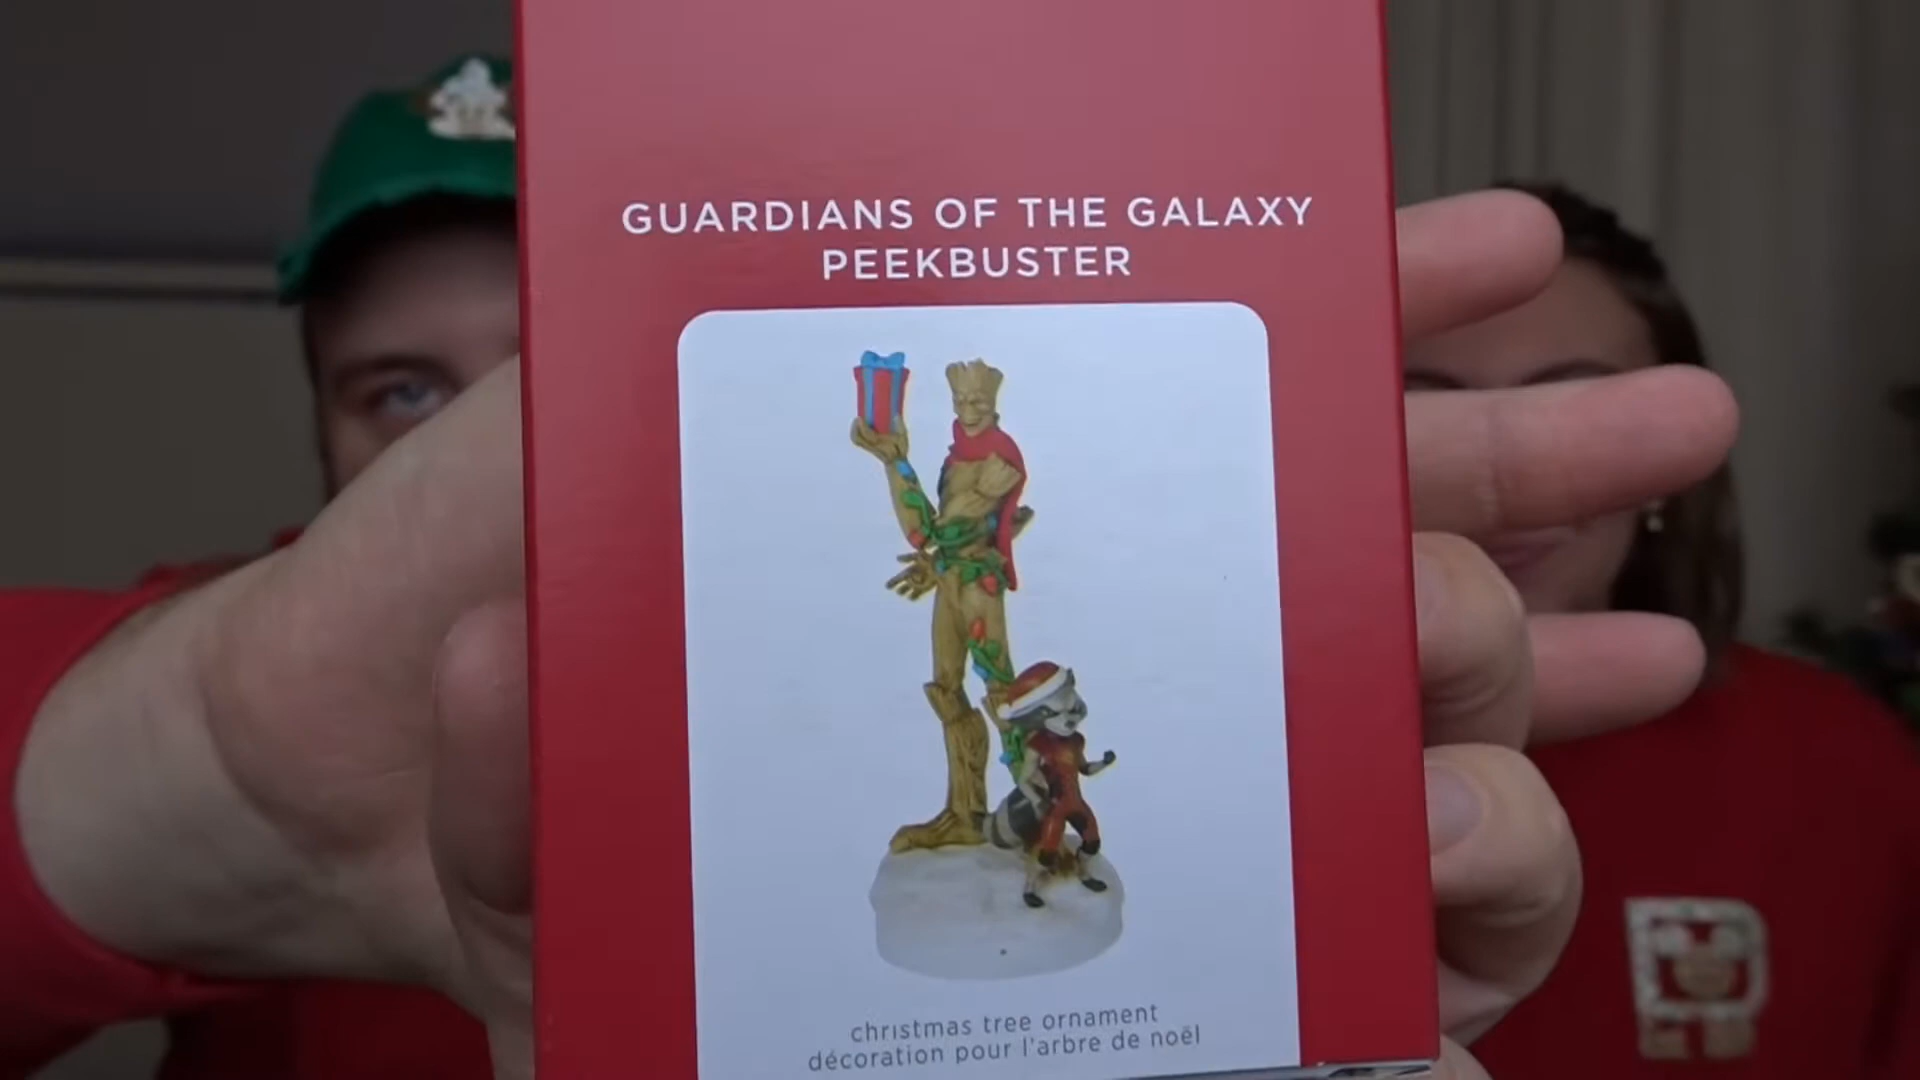 GUARDIANS OF THE GALAXY
PEEKBUSTER
christmas tree ornament
décoration pour l'arbre de noël